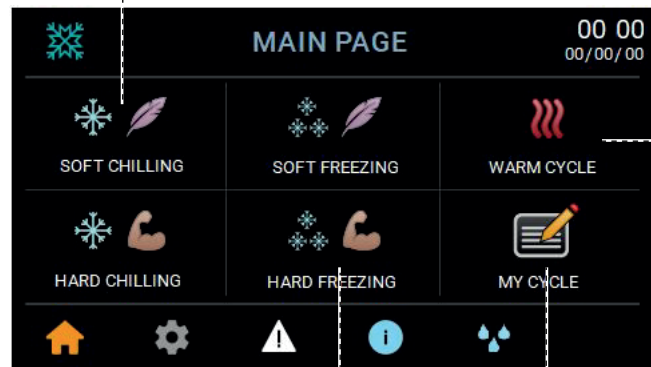 MAIN PAGE
00 00
00/00/00
SOFT CHILLING
SOFT FREEZING
WARM CYCLE
HARD CHILLING
HARD FREEZING
MY CYCLE